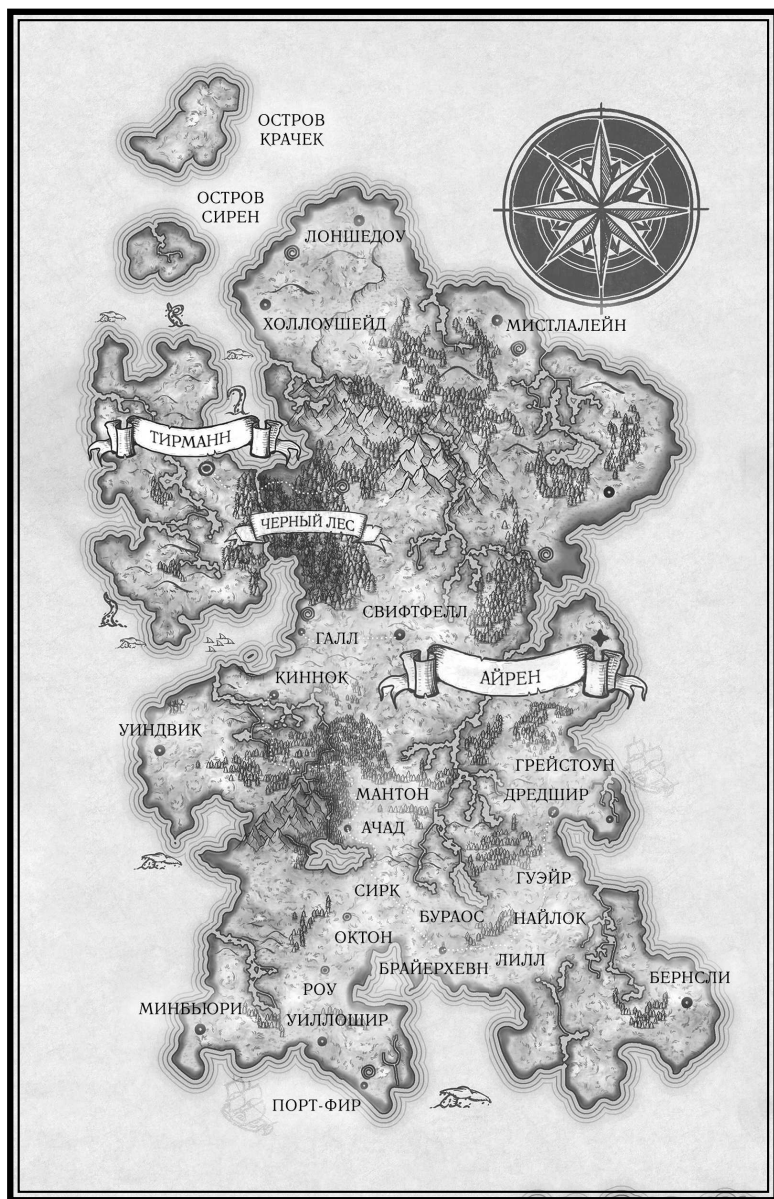 ОСТРОВ
КРАЧЕК
ОСТРОВ
СИРЕН
ЛОНШЕДОУ
ХОЛЛОУШЕЙД
МИСТЛАЛЕЙН
ТИРМАНН
ЧЕРНЫЙ ЛЕС
СВИФТФЕЛЛ
ГАЛЛ
АЙРЕН
КИННОК
УИНДВИК
ГРЕЙСТОУН
МАНТОН
ДРЕДШИР
АЧАД
ГУЭЙР
СИРК
БУРАОС
НАЙЛОК
ОКТОН
ЛИЛЛ
БРАЙЕРХЕВН
БЕРНСЛИ
РОУ
МИНБЬЮРИ
УИЛЛОШИР
ПОРТ-ФИР